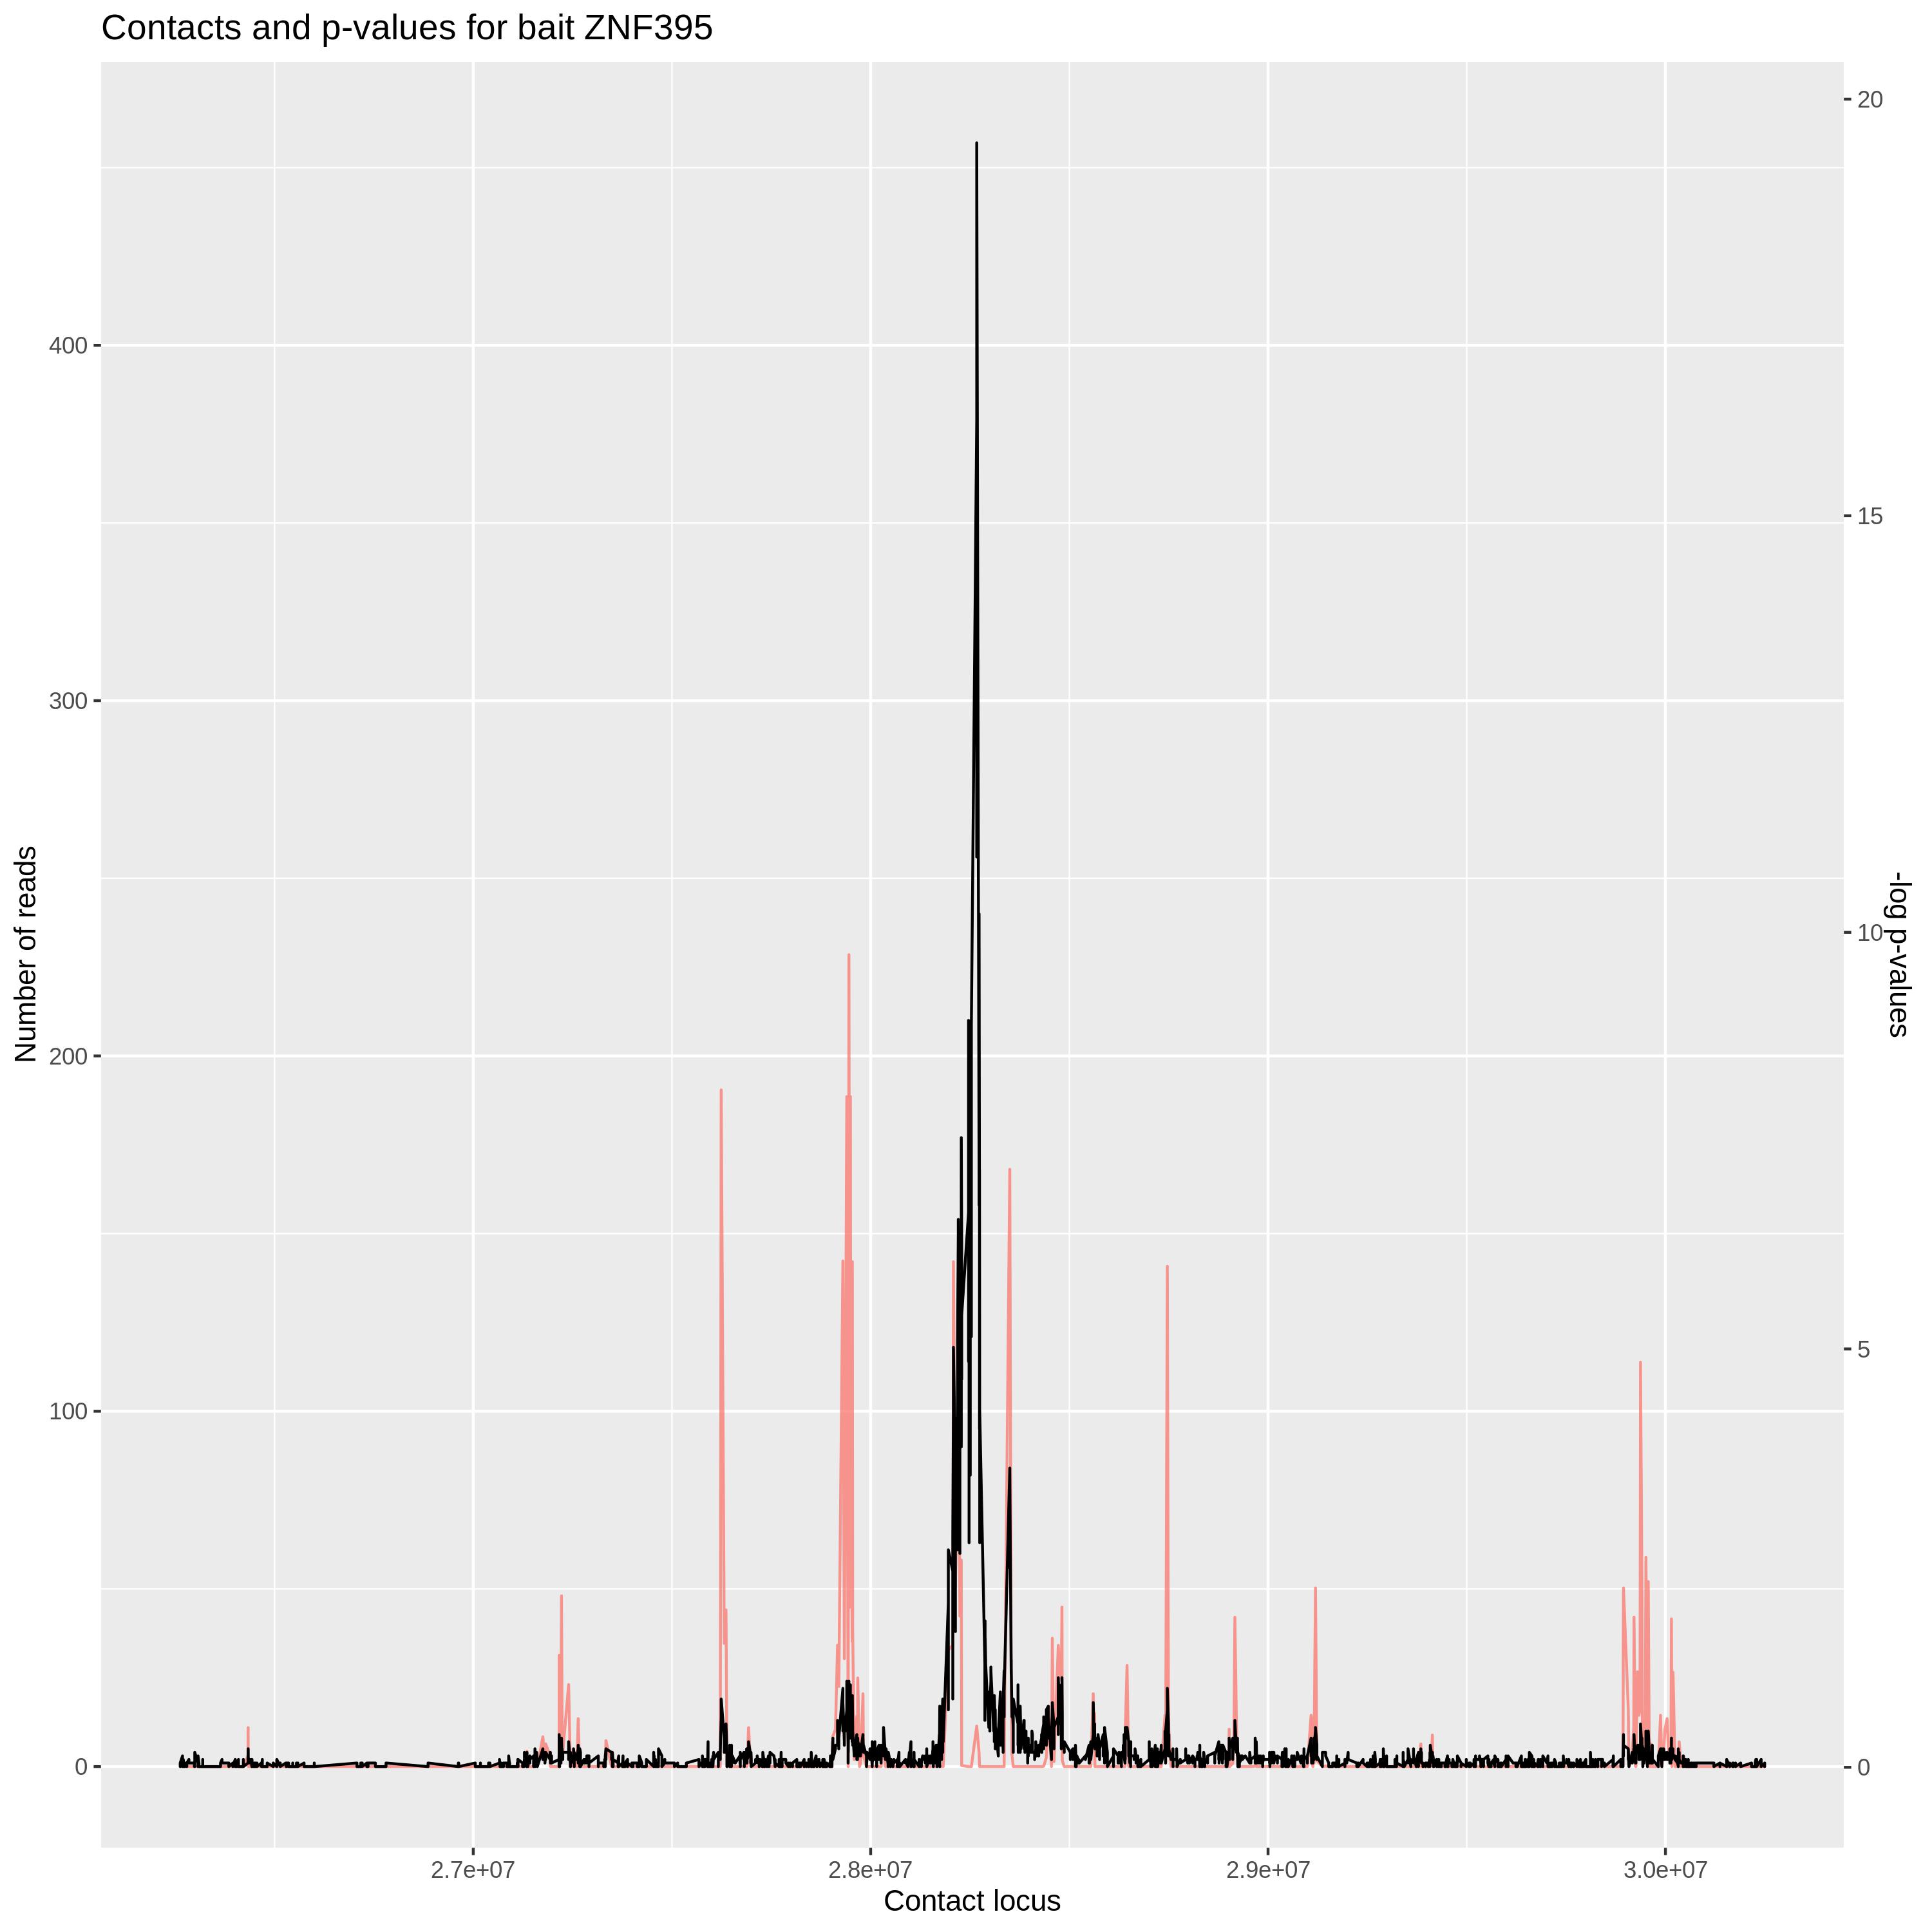 Contacts and p-values for bait ZNF395
Number of reads
400
300
200
100
0
20
15
10
5
0
-log p-values
2.7e+07 2.8e+07 2.9e+07 3.0e+07
Contact locus